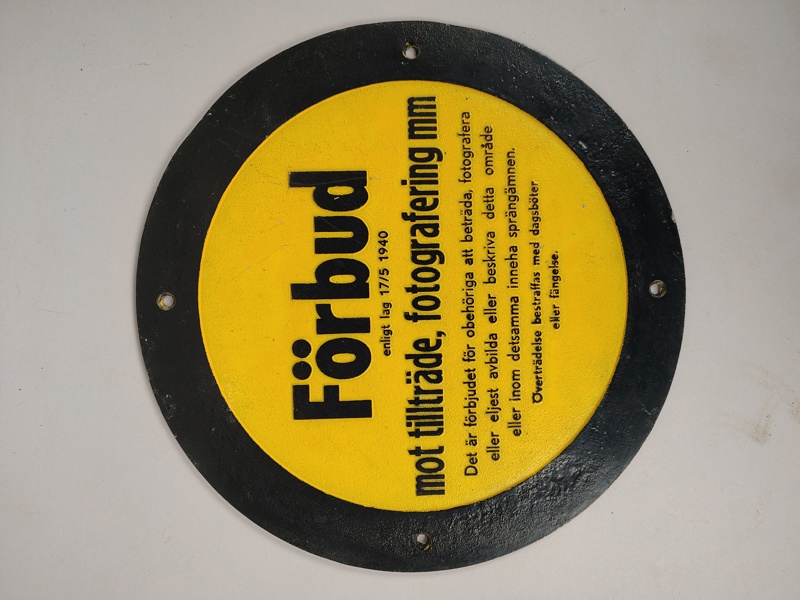 Förbud
enligt lag 17/5 1940
mot tillträde, fotografering mm
Det är förbjudet för obehöriga att beträda, fotografera
eller eljest avbilda eller beskriva detta område
eller inom detsamma inneha sprängämnen.
Överträdelse bestraffas med dagsböter
eller fängelse.